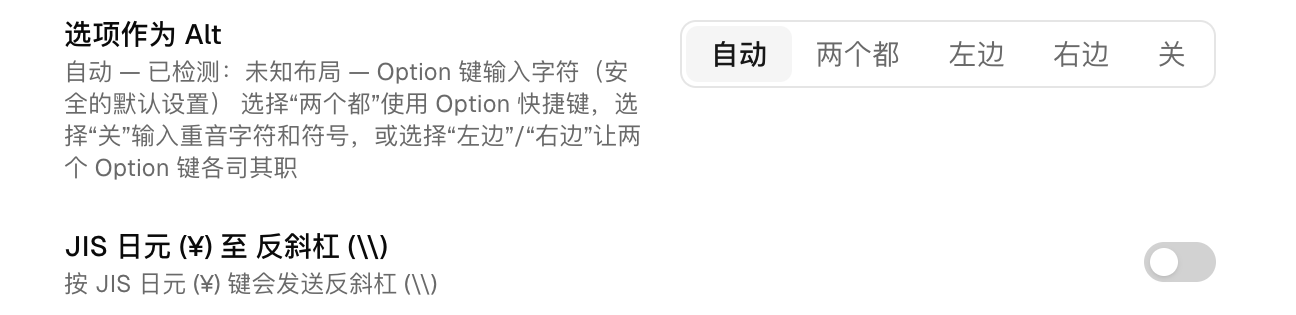 选项作为 Alt
自动 两个都 左边 右边 关
自动 — 已检测：未知布局 — Option 键输入字符（安
全的默认设置） 选择“两个都”使用 Option 快捷键，选
择“关”输入重音字符和符号，或选择“左边”/“右边”让两
个 Option 键各司其职
JIS 日元 (¥) 至 反斜杠 (\\)
按 JIS 日元 (¥) 键会发送反斜杠 (\\)